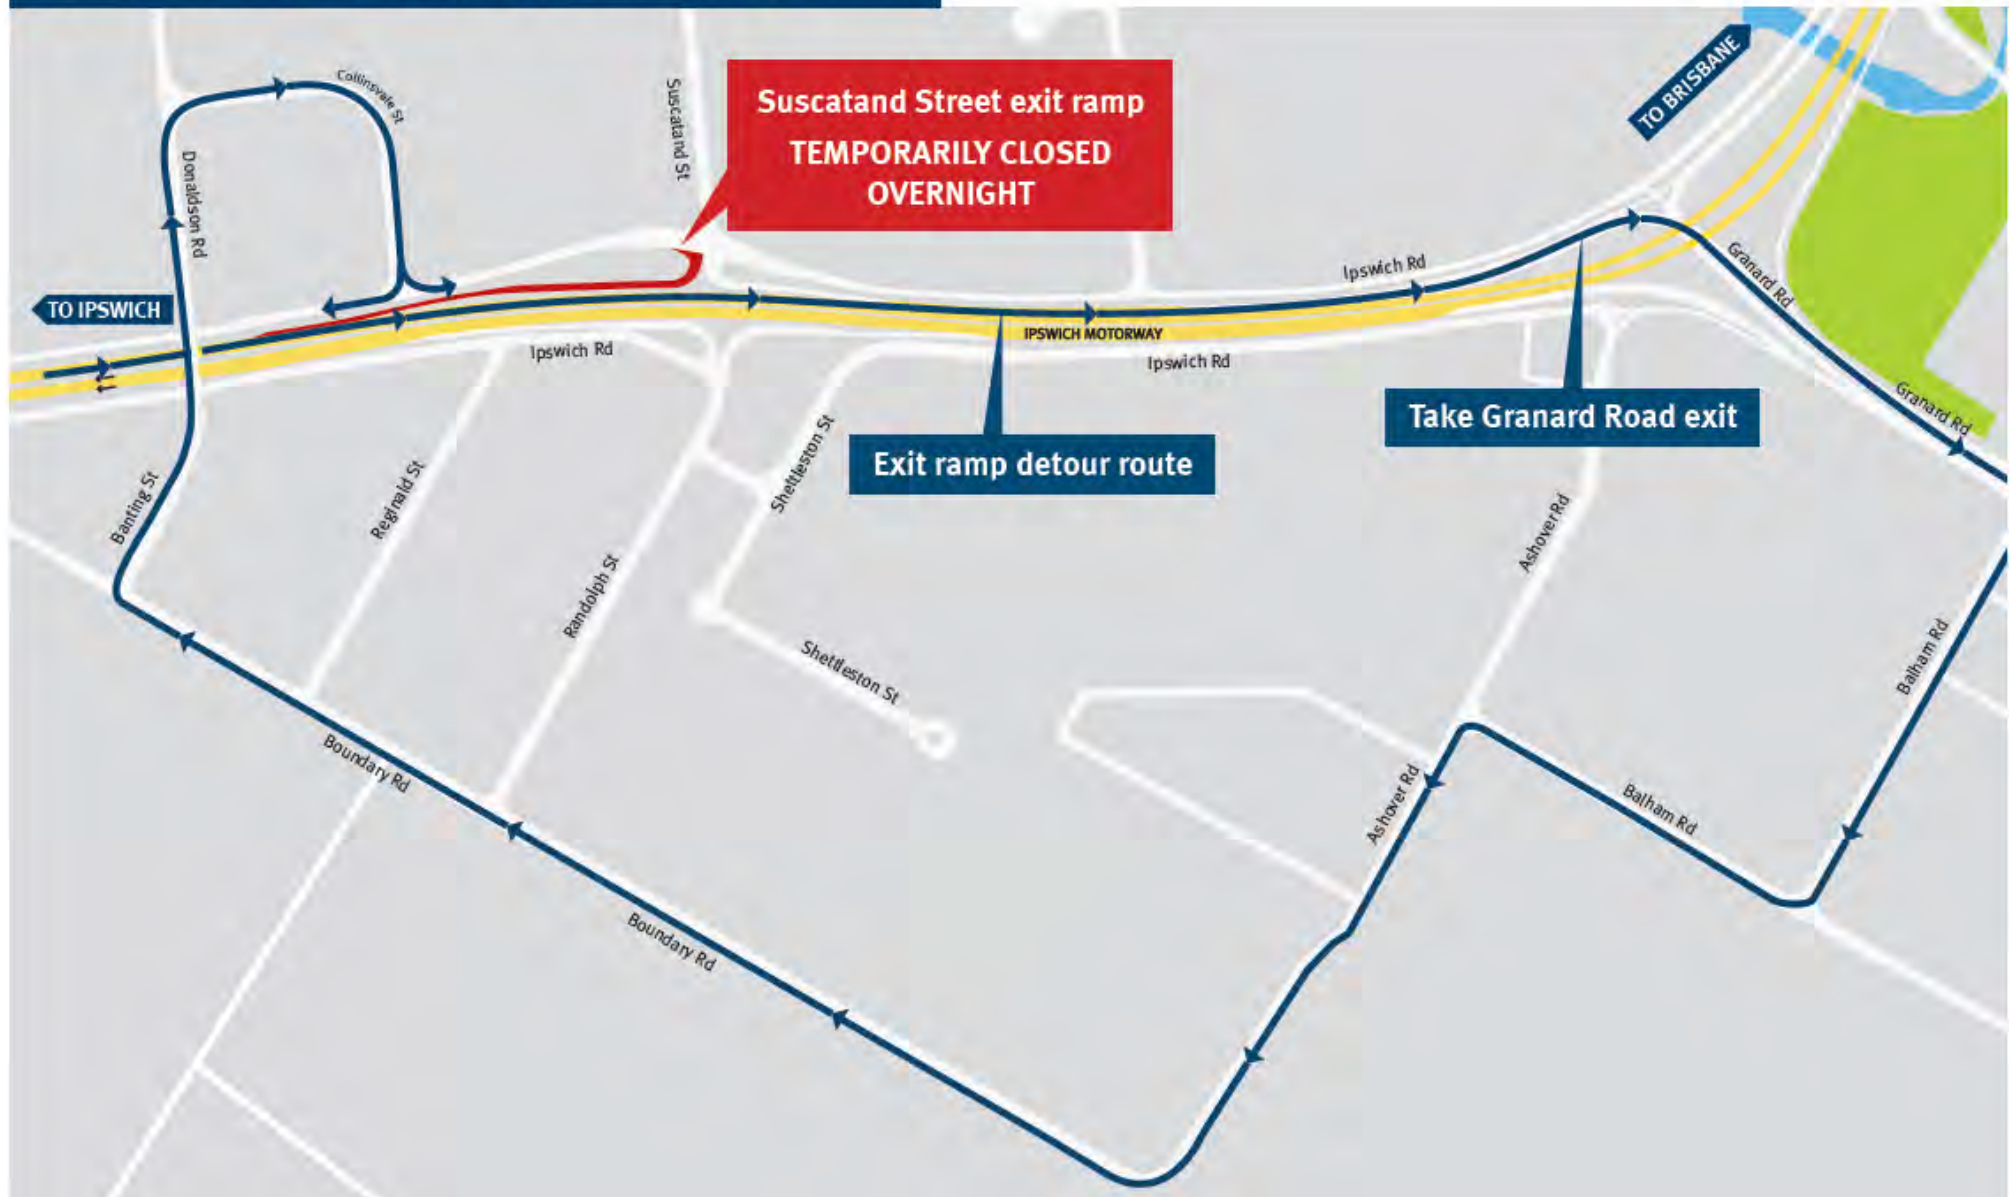 Collinsvale St
Suscatand St
Suscatand Street exit ramp
TEMPORARILY CLOSED
OVERNIGHT
TO BRISBANE
Donaldson Rd
TO IPSWICH
Ipswich Rd
Granard Rd
IPSWICH MOTORWAY
Ipswich Rd
Ipswich Rd
Take Granard Road exit
Granard Rd
Exit ramp detour route
Banting St
Reginald St
Shettleston St
Ashover Rd
Randolph St
Shettleston St
Balham Rd
Boundary Rd
Ashover Rd
Balham Rd
Boundary Rd